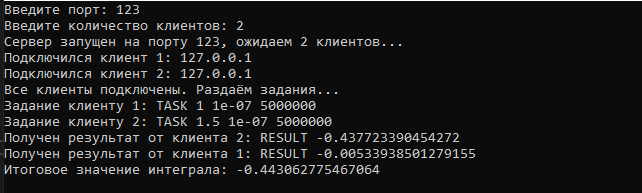 Введите порт: 123
Введите количество клиентов: 2
Сервер запущен на порту 123, ожидаем 2 клиентов...
Подключился клиент 1: 127.0.0.1
Подключился клиент 2: 127.0.0.1
Все клиенты подключены. Раздаём задания...
Задание клиенту 1: TASK 1 1e-07 5000000
Задание клиенту 2: TASK 1.5 1e-07 5000000
Получен результат от клиента 2: RESULT -0.437723390454272
Получен результат от клиента 1: RESULT -0.00533938501279155
Итоговое значение интеграла: -0.443062775467064